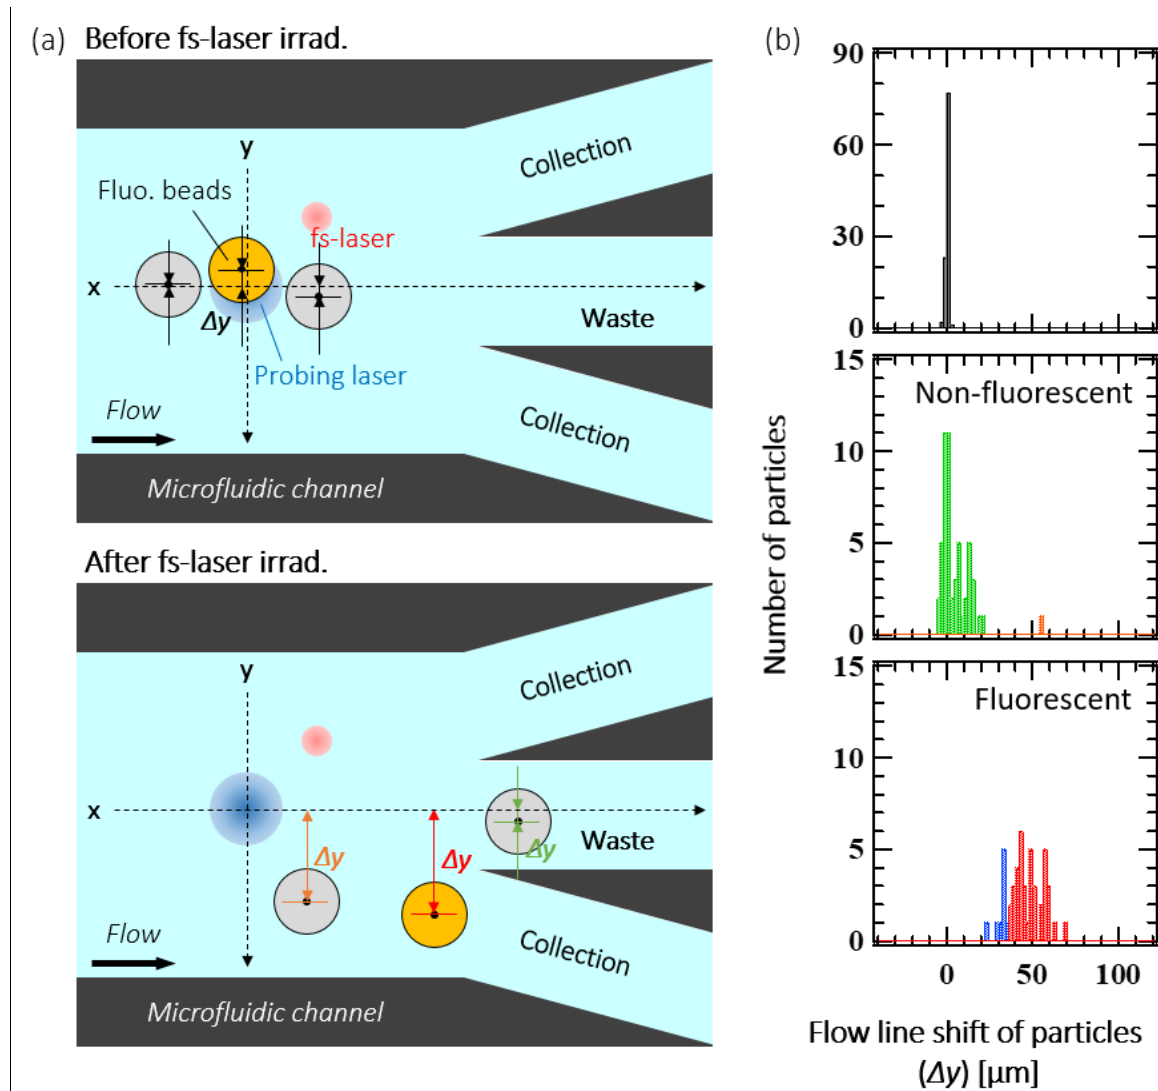 (a) Before fs-laser irrad.
Collection
y
Fluo. beads
fs-laser
x
Δy
Waste
Probing laser
Flow
Collection
Microfluidic channel
After fs-laser irrad.
Collection
y
x
Δy
Δy
Δy
Waste
Flow
Collection
Microfluidic channel
(b)
90
60
30
0
15
Non-fluorescent
10
5
0
15
Fluorescent
10
5
0
0 50 100
Number of particles
Flow line shift of particles
(Δy) [μm]